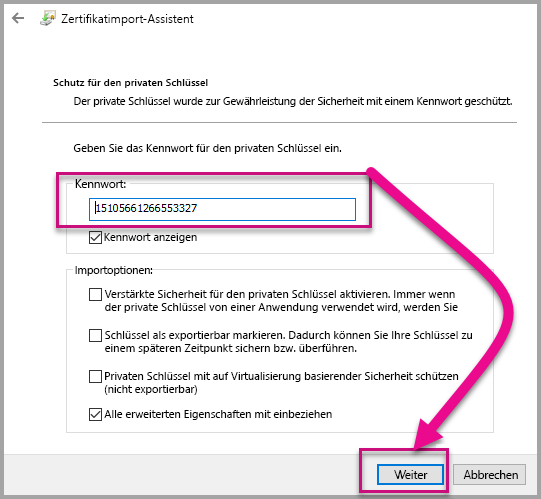 Zertifikatimport-Assistent
Schutz für den privaten Schlüssel
Der private Schlüssel wurde zur Gewährleistung der Sicherheit mit einem Kennwort geschützt.
Geben Sie das Kennwort für den privaten Schlüssel ein.
Kennwort:
15105661266553327
Kennwort anzeigen
Importoptionen:
Verstärkte Sicherheit für den privaten Schlüssel aktivieren. Immer wenn
der private Schlüssel von einer Anwendung verwendet wird, werden Sie
Schlüssel als exportierbar markieren. Dadurch können Sie Ihre Schlüssel zu
einem späteren Zeitpunkt sichern bzw. überführen.
Privaten Schlüssel mit auf Virtualisierung basierender Sicherheit schützen
(nicht exportierbar)
Alle erweiterten Eigenschaften mit einbeziehen
Weiter
Abbrechen